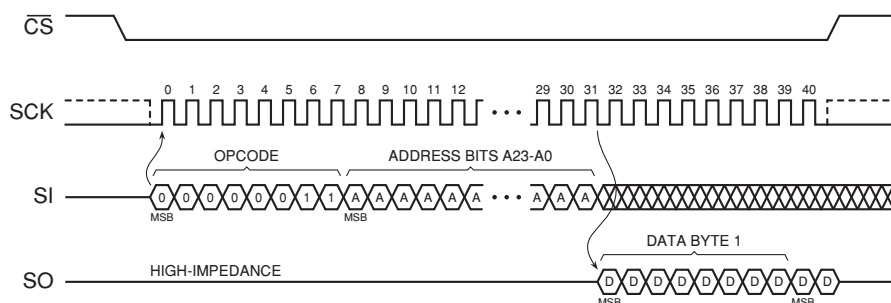 CS
0 1 2 3 4 5 6 7 8 9 10 11 12 29 30 31 32 33 34 35 36 37 38 39 40
SCK
OPCODE ADDRESS BITS A23-A0
SI 0 0 0 0 0 0 1 1 A A A A A A A A A
MSB MSB
DATA BYTE 1
SO HIGH-IMPEDANCE D D D D D D D D D D
MSB MSB